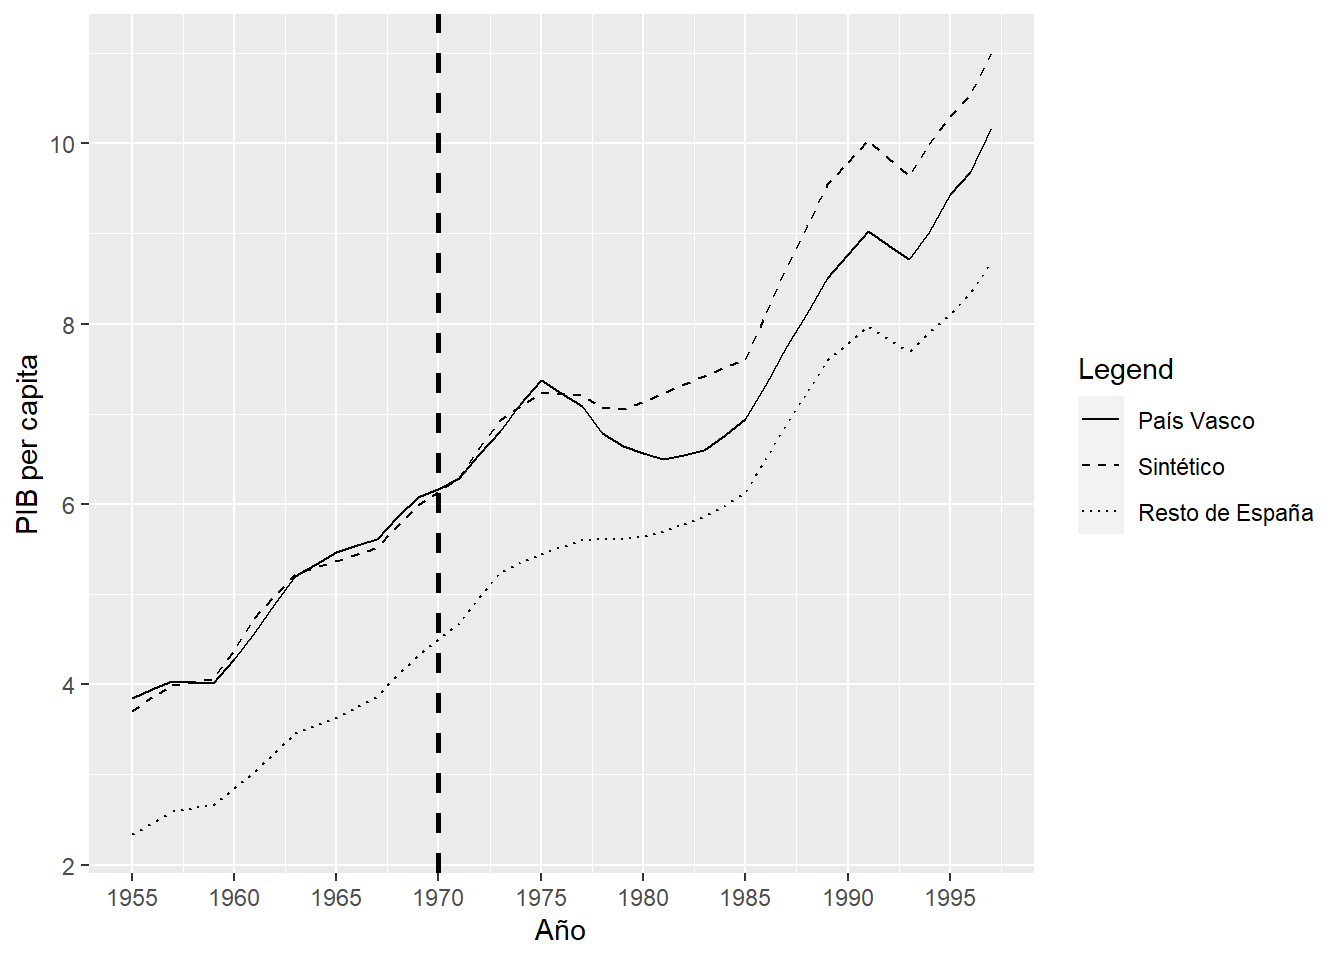 PIB per capita
10
8
6
4
2
1955 1960 1965 1970 1975 1980 1985 1990 1995
Año
Legend
País Vasco
Sintético
Resto de España